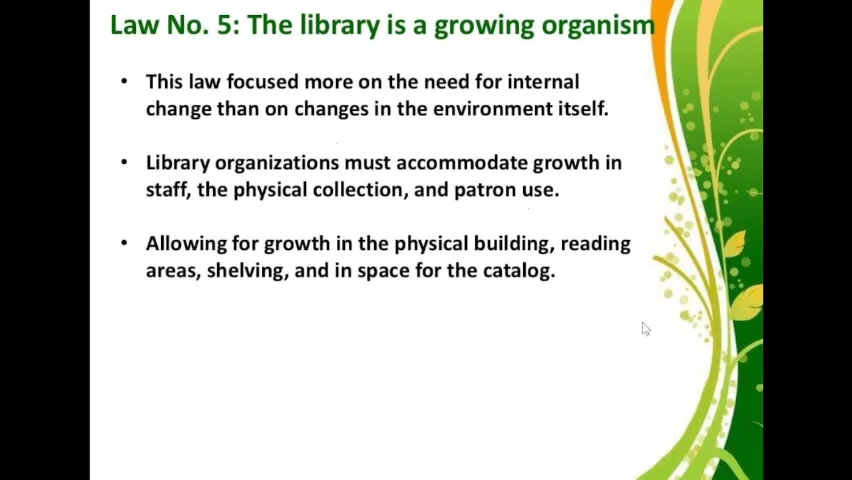 Law No. 5: The library is a growing organism
• This law focused more on the need for internal
change than on changes in the environment itself.
• Library organizations must accommodate growth in
staff, the physical collection, and patron use.
• Allowing for growth in the physical building, reading
areas, shelving, and in space for the catalog.